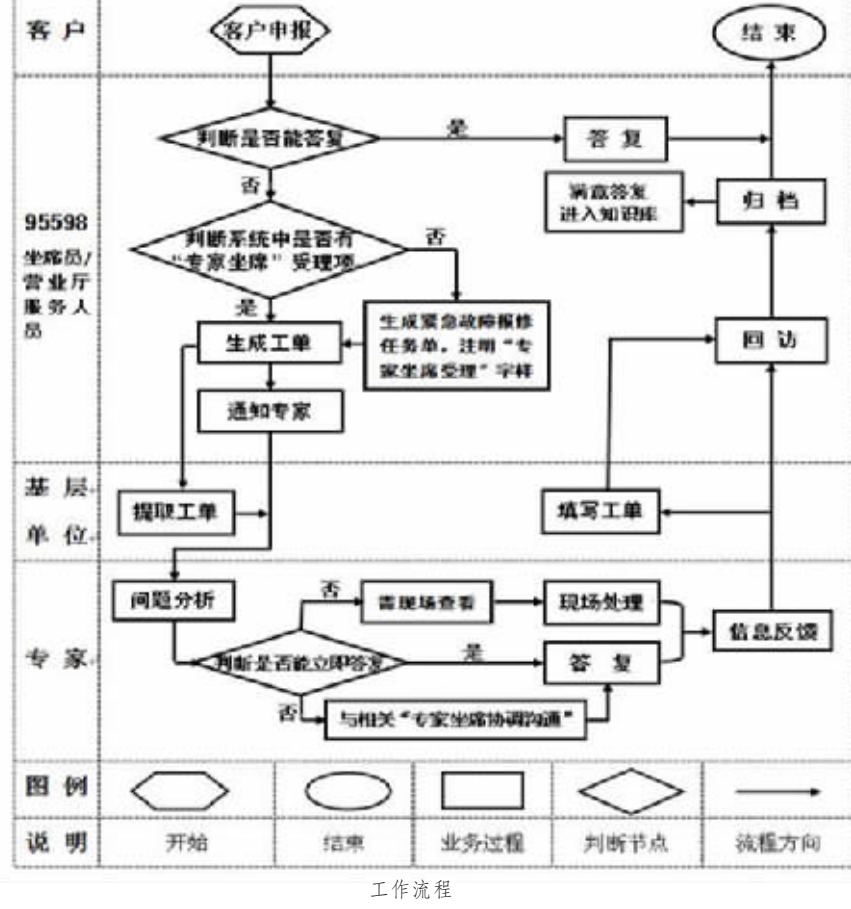 客户
客户申报
结束
95598
坐席员/
营业厅
服务人
员
判断是否能答复
是
答复
否
满意答复
进入知识库
归档
判断系统中是否有
“专家坐席”受理项
否
是
生成工单
生成紧急故障报修
任务单，注明“专
家坐席受理”字样
回访
通知专家
基层
单位
提取工单
填写工单
专家
问题分析
否
需现场查看
现场处理
信息反馈
判断是否能立即答复
是
答复
否
与相关“专家坐席协调沟通”
图例
说明
开始
结束
业务过程
判断节点
流程方向
工作流程